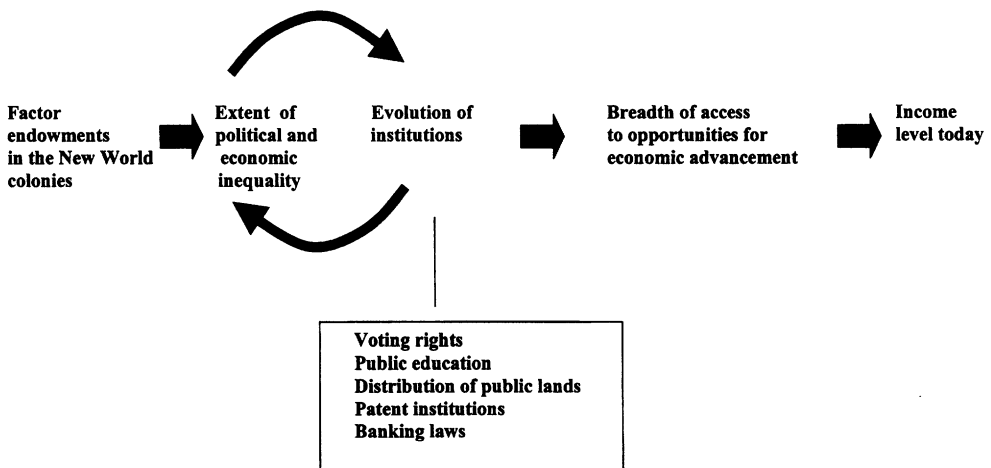 Factor
endowments
in the New World
colonies
Extent of
political and
economic
inequality
Evolution of
institutions
Breadth of access
to opportunities for
economic advancement
Income
level today
Voting rights
Public education
Distribution of public lands
Patent institutions
Banking laws